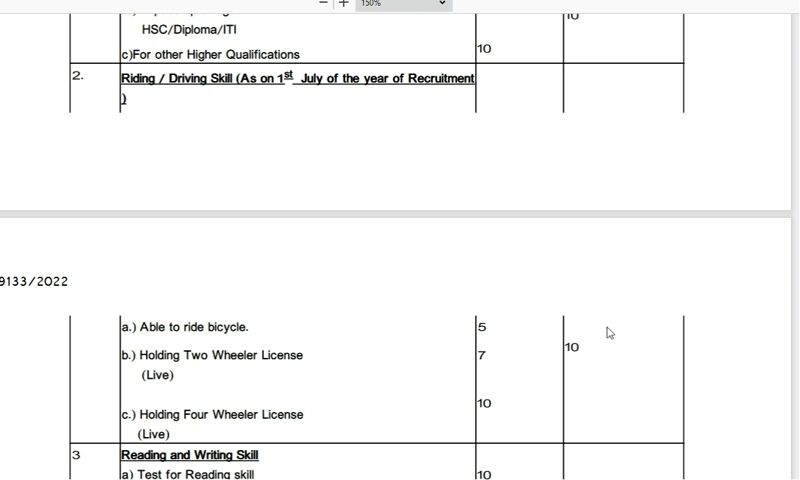 150%
10
HSC/Diploma/ITI
c)For other Higher Qualifications 10
2. Riding / Driving Skill (As on 1st July of the year of Recruitment
)
9133/2022
a.) Able to ride bicycle. 5
10
b.) Holding Two Wheeler License 7
(Live)
10
c.) Holding Four Wheeler License
(Live)
3 Reading and Writing Skill
a) Test for Reading skill 10